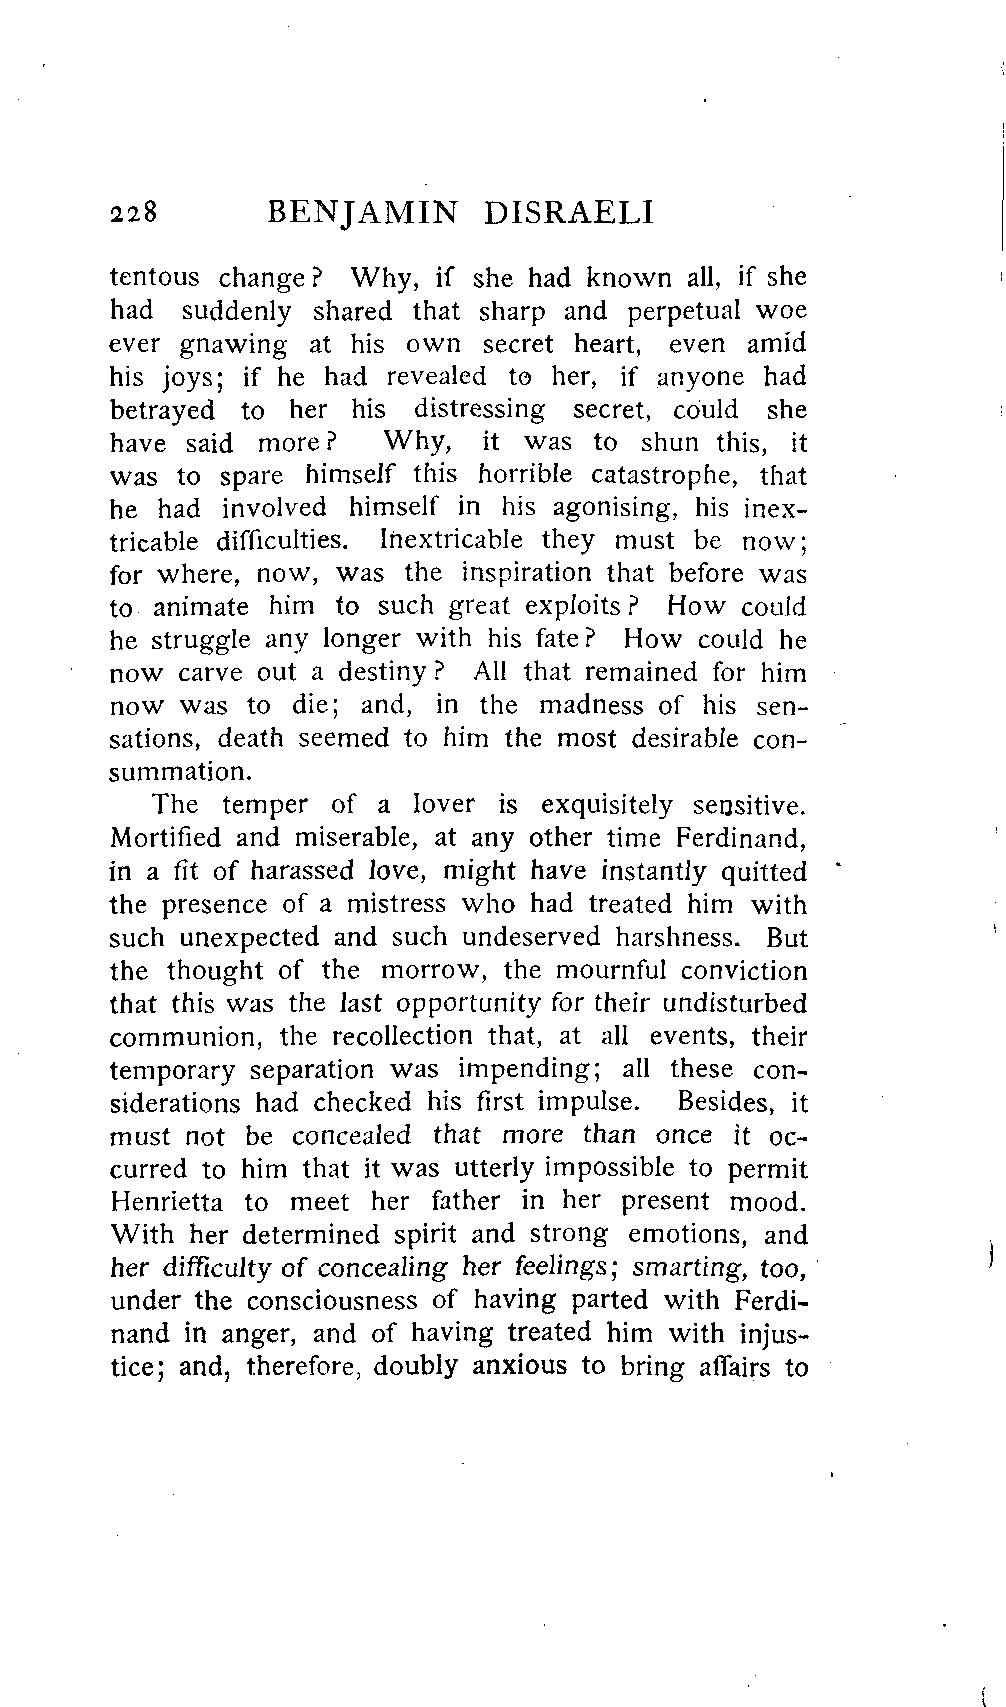 228 BENJAMIN DISRAELI
tentous change? Why, if she had known all, if she
had suddenly shared that sharp and perpetual woe
ever gnawing at his own secret heart, even amid
his joys; if he had revealed to her, if anyone had
betrayed to her his distressing secret, could she
have said more? Why, it was to shun this, it
was to spare himself this horrible catastrophe, that
he had involved himself in his agonising, his inex-
tricable difficulties. Inextricable they must be now;
for where, now, was the inspiration that before was
to animate him to such great exploits? How could
he struggle any longer with his fate? How could he
now carve out a destiny? All that remained for him
now was to die; and, in the madness of his sen-
sations, death seemed to him the most desirable con-
summation.
The temper of a lover is exquisitely sensitive.
Mortified and miserable, at any other time Ferdinand,
in a fit of harassed love, might have instantly quitted
the presence of a mistress who had treated him with
such unexpected and such undeserved harshness. But
the thought of the morrow, the mournful conviction
that this was the last opportunity for their undisturbed
communion, the recollection that, at all events, their
temporary separation was impending; all these con-
siderations had checked his first impulse. Besides, it
must not be concealed that more than once it oc-
curred to him that it was utterly impossible to permit
Henrietta to meet her father in her present mood.
With her determined spirit and strong emotions, and
her difficulty of concealing her feelings; smarting, too,
under the consciousness of having parted with Ferdi-
nand in anger, and of having treated him with injus-
tice; and, therefore, doubly anxious to bring affairs to